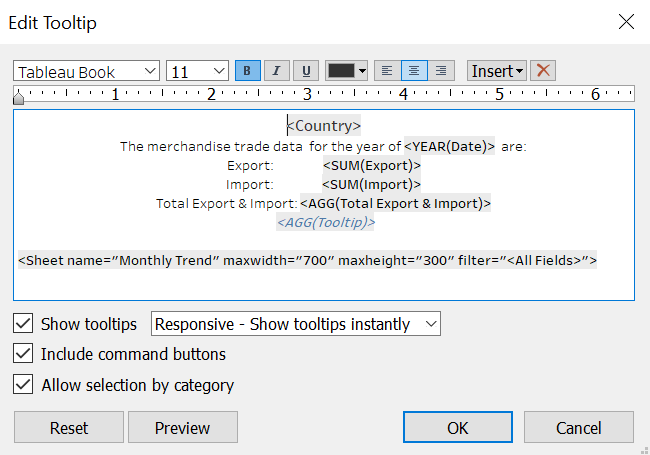 Edit Tooltip
Tableau Book 11 B I U Insert
1 2 3 4 5 6
<Country>
The merchandise trade data for the year of <YEAR(Date)> are:
Export: <SUM(Export)>
Import: <SUM(Import)>
Total Export & Import: <AGG(Total Export & Import)>
<AGG(Tooltip)>
<Sheet name="Monthly Trend" maxwidth="700" maxheight="300" filter="<All Fields>">
Show tooltips Responsive - Show tooltips instantly
Include command buttons
Allow selection by category
Reset Preview OK Cancel